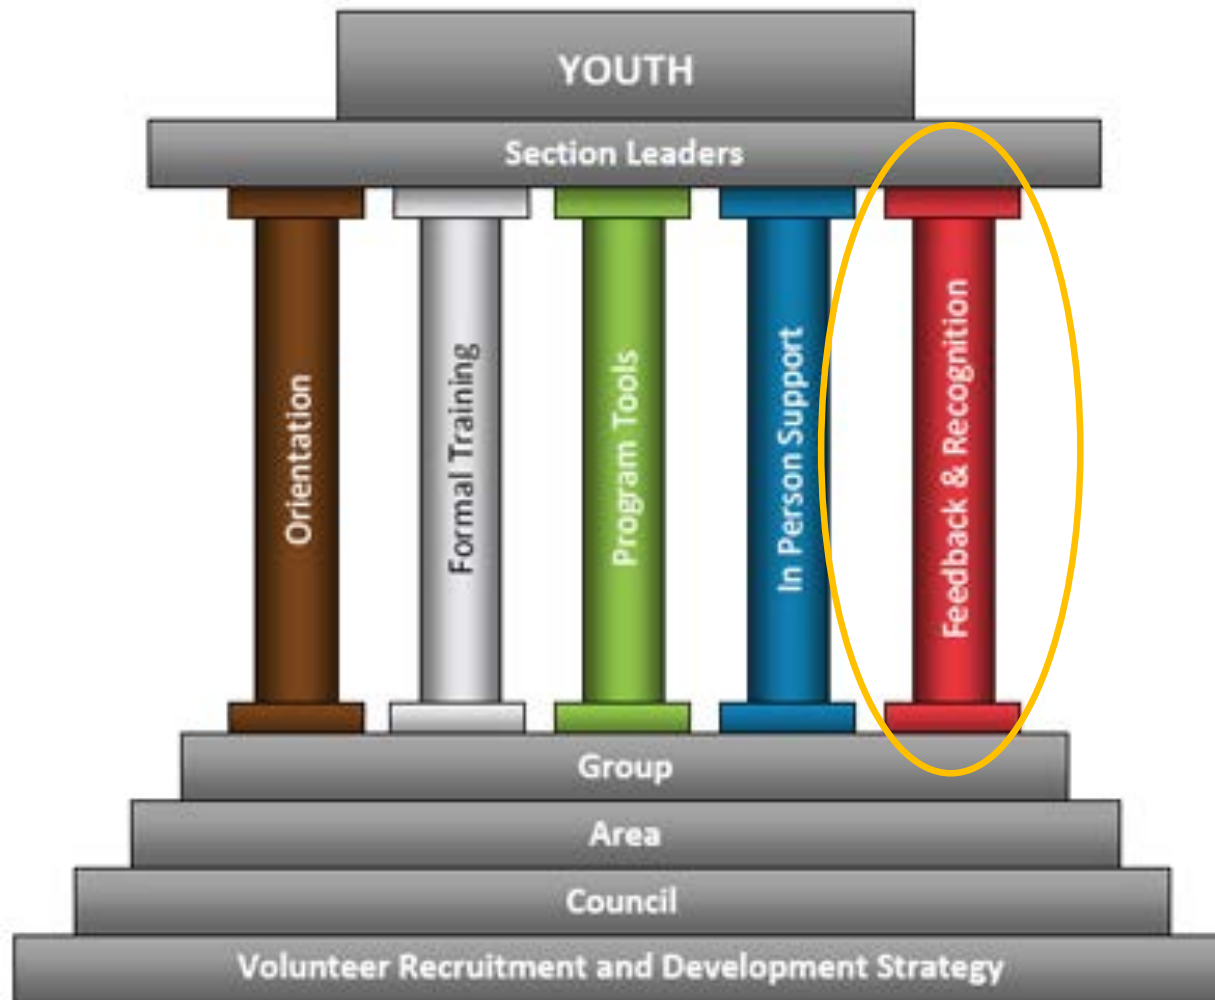 YOUTH
Section Leaders
Orientation
Formal Training
Program Tools
In Person Support
Feedback & Recognition
Group
Area
Council
Volunteer Recruitment and Development Strategy